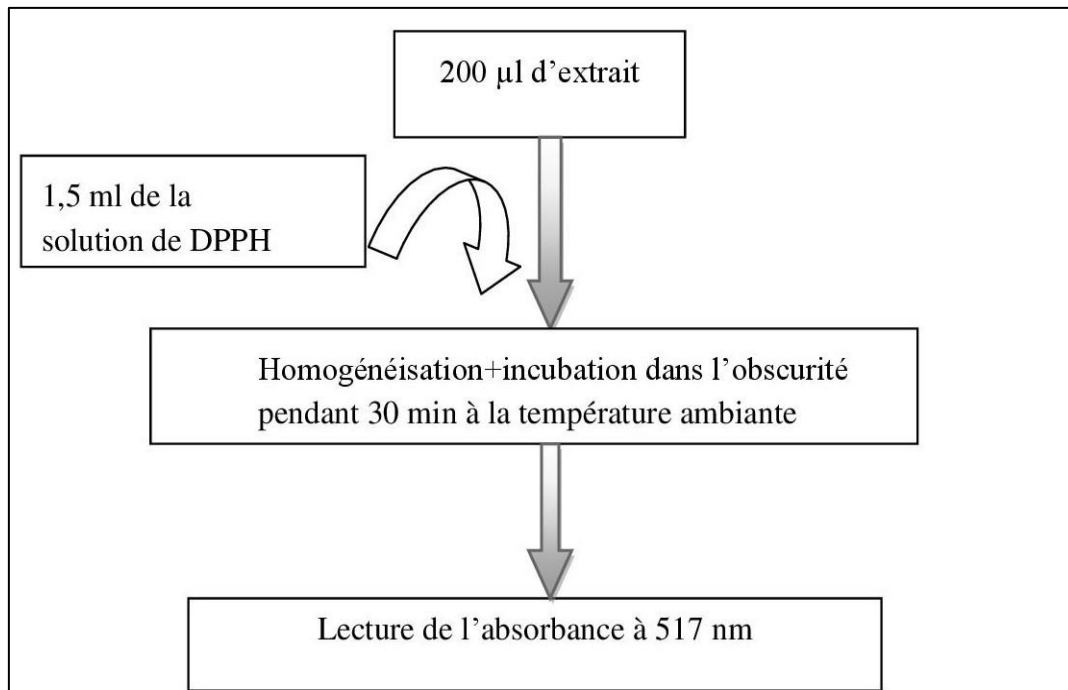 200 µl d’extrait
1,5 ml de la
solution de DPPH
Homogénéisation+incubation dans l’obscurité
pendant 30 min à la température ambiante
Lecture de l’absorbance à 517 nm